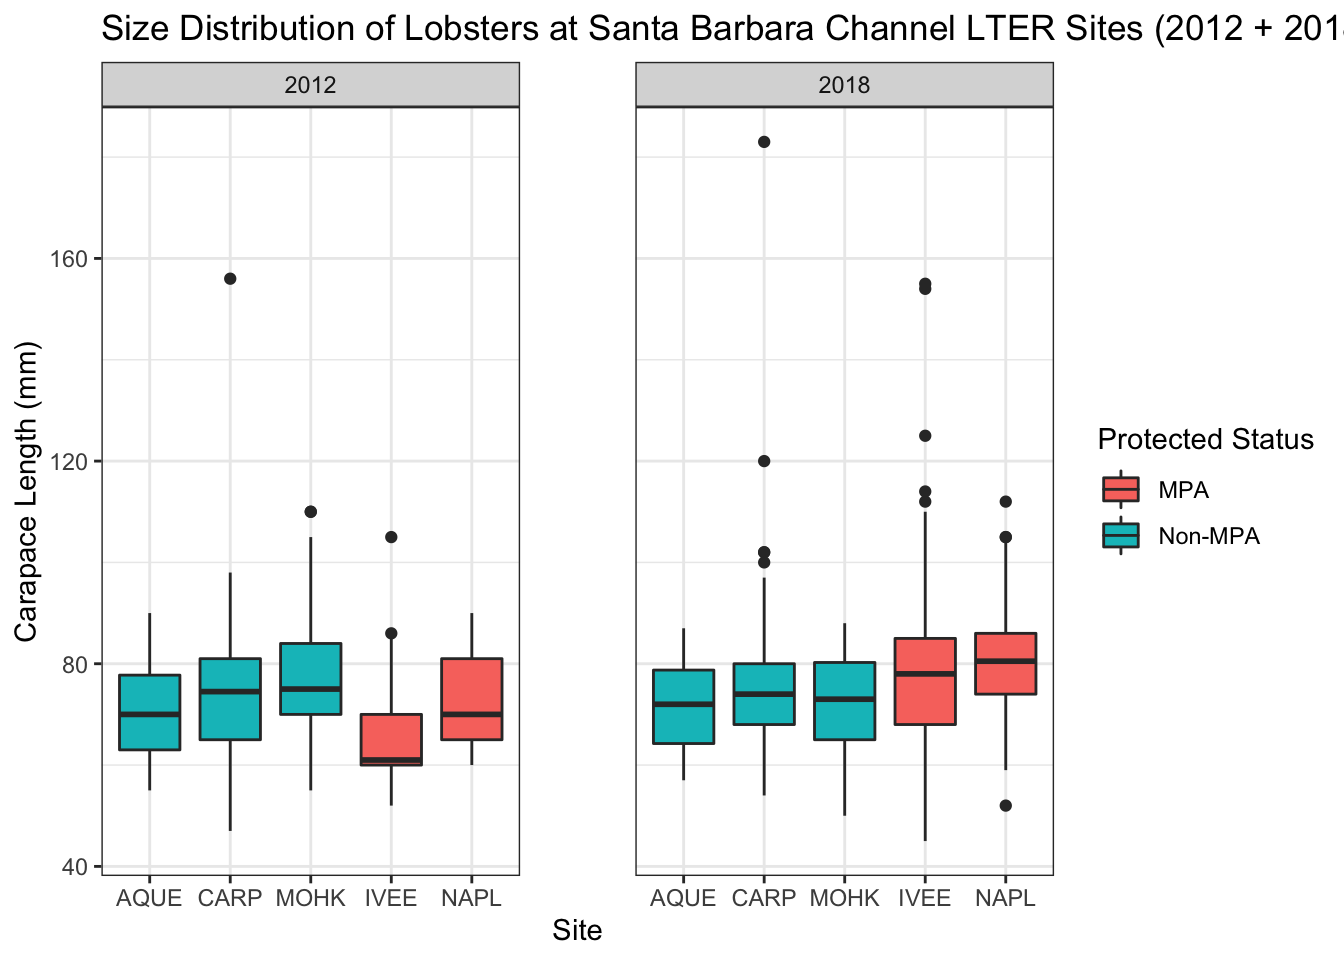 Size Distribution of Lobsters at Santa Barbara Channel LTER Sites (2012 + 201
2012
2018
Carapace Length (mm)
160
120
80
40
AQUE CARP MOHK IVEE NAPL
AQUE CARP MOHK IVEE NAPL
Site
Protected Status
MPA
Non-MPA